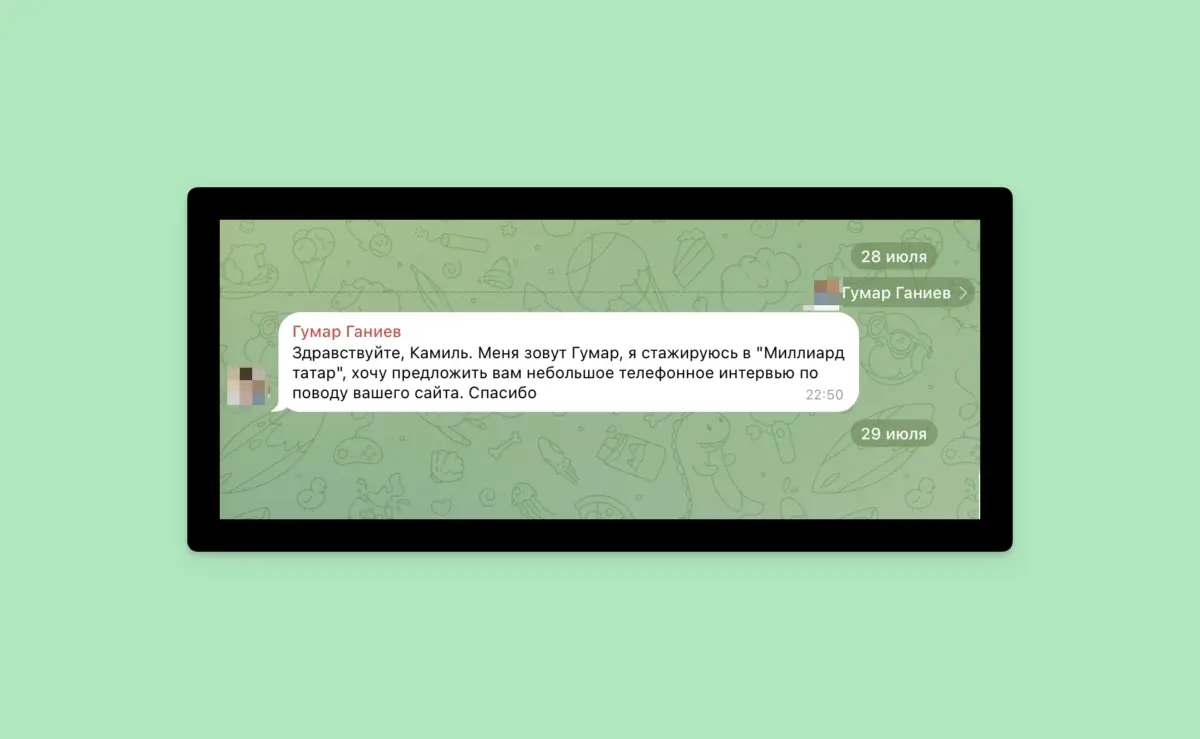 28 июля
Гумар Ганиев
Гумар Ганиев
Здравствуйте, Камиль. Меня зовут Гумар, я стажируюсь в "Миллиард
татар", хочу предложить вам небольшое телефонное интервью по
поводу вашего сайта. Спасибо
22:50
29 июля